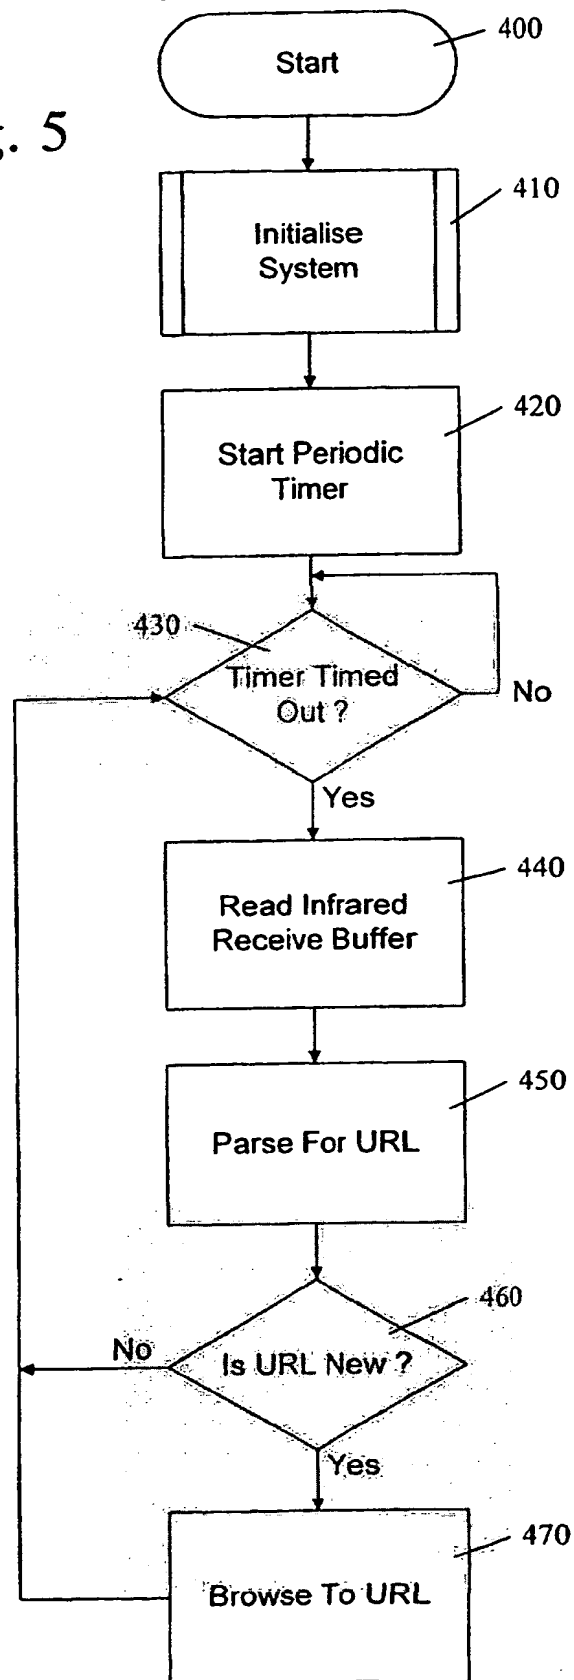 400
Start
g. 5
410
Initialise
System
420
Start Periodic
Timer
430
Timer Timed
Out ?
No
Yes
440
Read Infrared
Receive Buffer
450
Parse For URL
460
No
Is URL New ?
Yes
470
Browse To URL